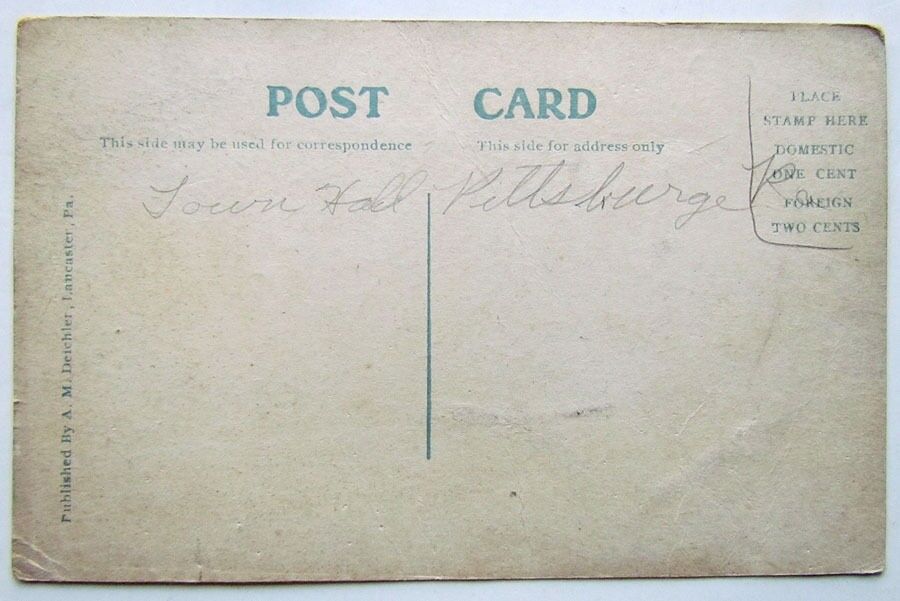 POST CARD
This side may be used for correspondence
This side for address only
PLACE
STAMP HERE
DOMESTIC
ONE CENT
FOREIGN
TWO CENTS
Town Hall Pittsburge Pa
Published By A. M. Deichler, Lancaster, Pa.